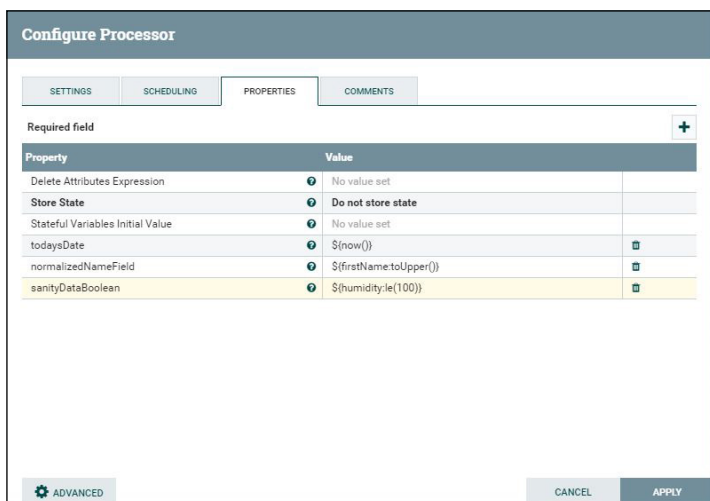 Configure Processor
SETTINGS SCHEDULING PROPERTIES COMMENTS
Required field
Property Value
Delete Attributes Expression No value set
Store State Do not store state
Stateful Variables Initial Value No value set
todaysDate ${now()}
normalizedNameField ${firstName:toUpper()}
sanityDataBoolean ${humidity:le(100)}
ADVANCED CANCEL APPLY